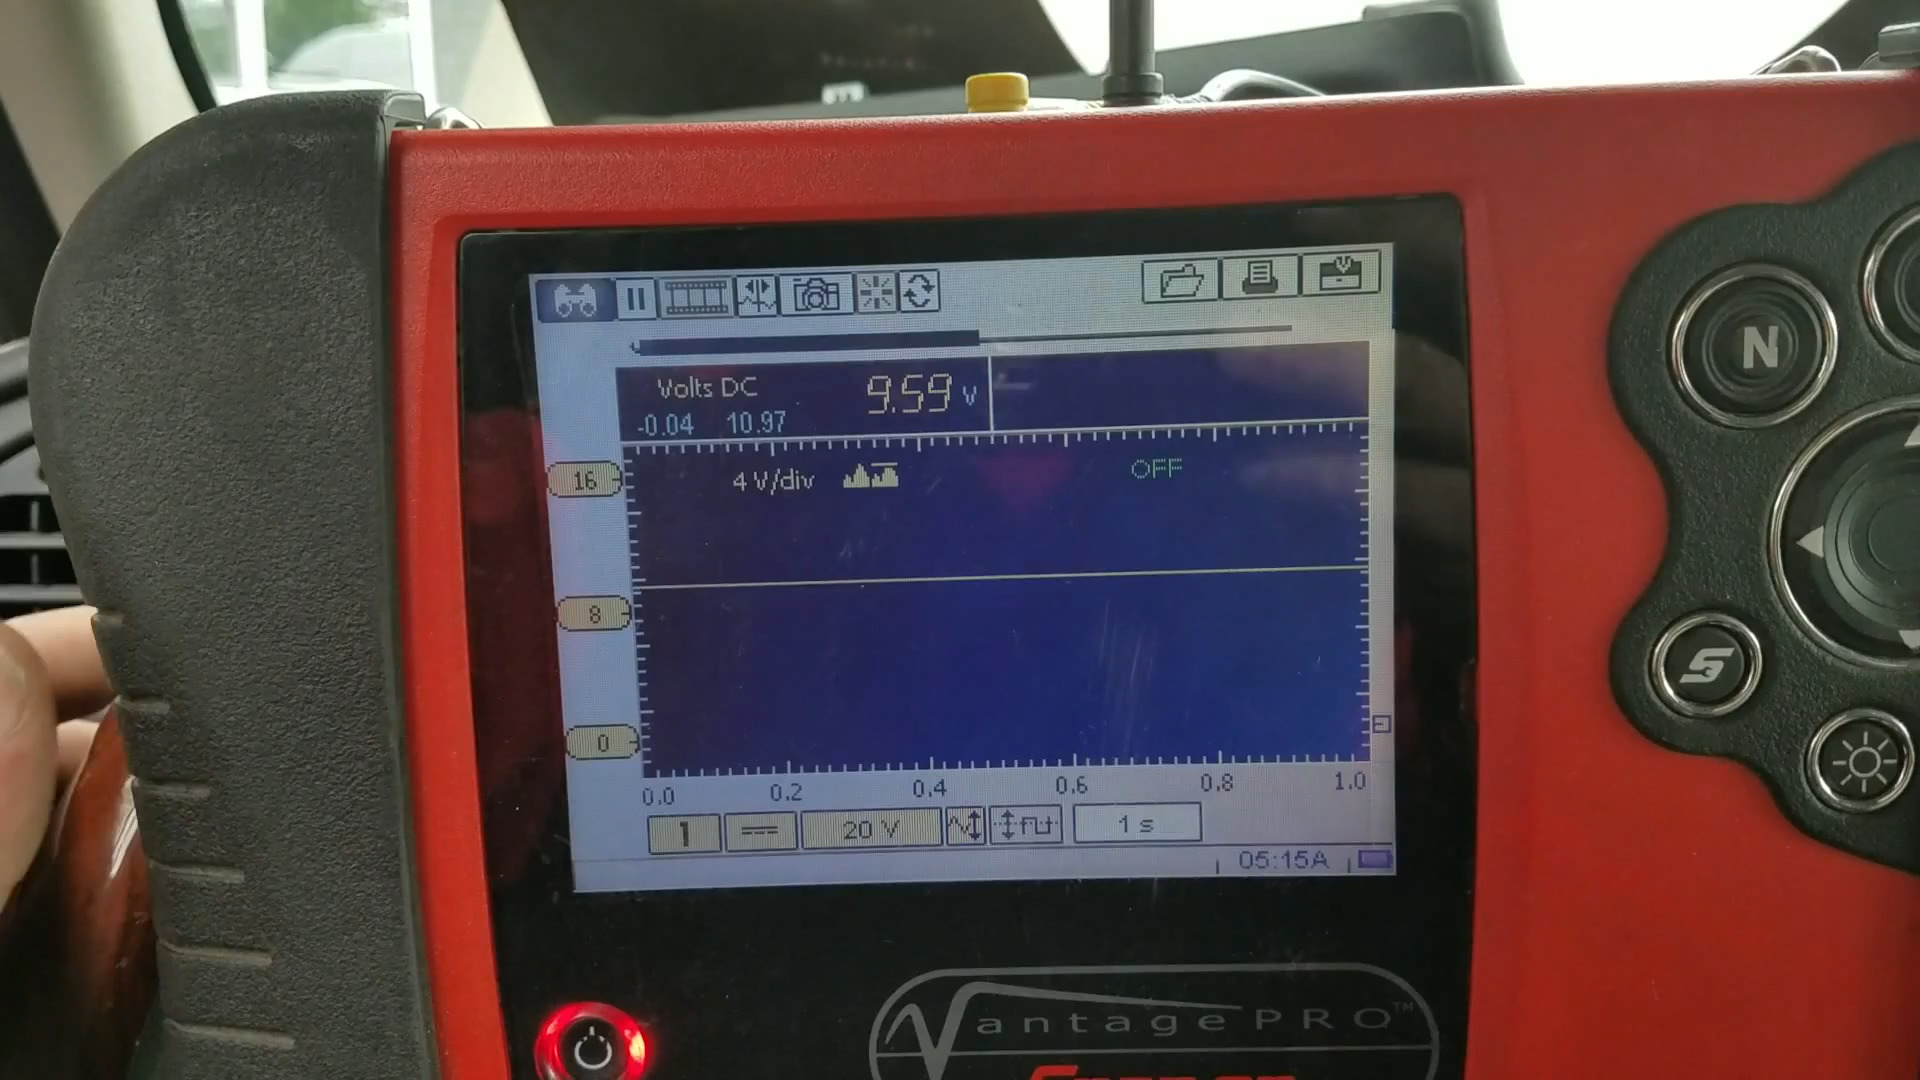 N
Volts DC 9.59 V
-0.04 10.97
16
4 V/div
OFF
8
0
S
0.0 0.2 0.4 0.6 0.8 1.0
1 20 V 1 s
05:15A
VantagePRO™